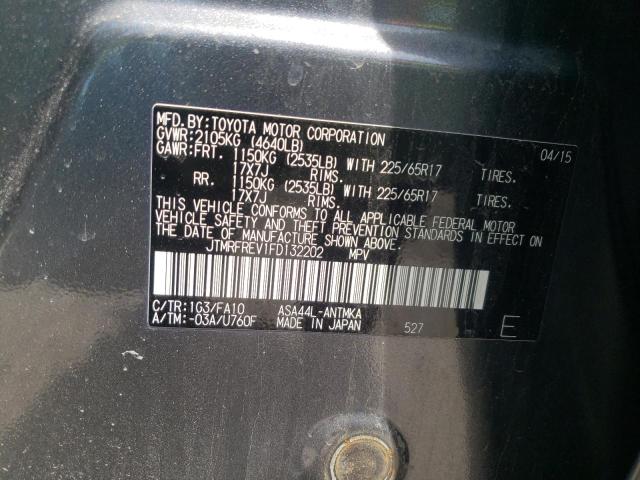 MFD. BY: TOYOTA MOTOR CORPORATION 04/15
GVWR: 2105KG (4640LB)
GAWR: FRT. 1150KG (2535LB) WITH 225/65R17 TIRES.
17X7J RIMS.
RR. 1150KG (2535LB) WITH 225/65R17 TIRES.
17X7J RIMS.
THIS VEHICLE CONFORMS TO ALL APPLICABLE FEDERAL MOTOR
VEHICLE SAFETY AND THEFT PREVENTION STANDARDS IN EFFECT ON
THE DATE OF MANUFACTURE SHOWN ABOVE.
JTMRFREV1FD132202 MPV
C/TR: 1G3/FA10 ASA44L-ANTMKA
A/TM: -03A/U760F MADE IN JAPAN 527 E